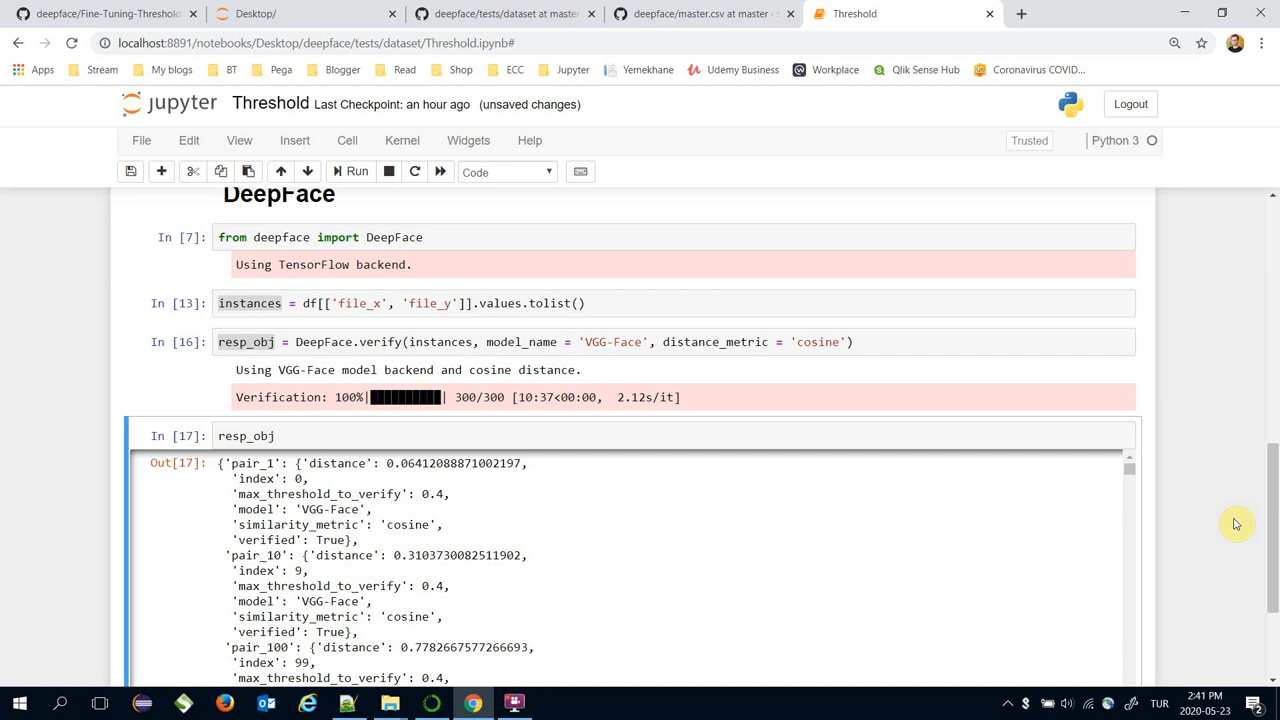 deepface/Fine-Tuning-Threshold
Desktop/
deepface/tests/dataset at master
deepface/master.csv at master
Threshold
localhost:8891/notebooks/Desktop/deepface/tests/dataset/Threshold.ipynb#
Apps Stream My blogs BT Pega Blogger Read Shop ECC Jupyter Yemekhane Udemy Business Workplace Qlik Sense Hub Coronavirus COVID...
jupyter Threshold Last Checkpoint: an hour ago (unsaved changes) Logout
File Edit View Insert Cell Kernel Widgets Help Trusted Python 3
Run Code
DeepFace
In [7]: from deepface import DeepFace
Using TensorFlow backend.
In [13]: instances = df[['file_x', 'file_y']].values.tolist()
In [16]: resp_obj = DeepFace.verify(instances, model_name = 'VGG-Face', distance_metric = 'cosine')
Using VGG-Face model backend and cosine distance.
Verification: 100%|██████████| 300/300 [10:37<00:00, 2.12s/it]
In [17]: resp_obj
Out[17]: {'pair_1': {'distance': 0.06412088871002197,
'index': 0,
'max_threshold_to_verify': 0.4,
'model': 'VGG-Face',
'similarity_metric': 'cosine',
'verified': True},
'pair_10': {'distance': 0.3103730082511902,
'index': 9,
'max_threshold_to_verify': 0.4,
'model': 'VGG-Face',
'similarity_metric': 'cosine',
'verified': True},
'pair_100': {'distance': 0.7782667577266693,
'index': 99,
'max_threshold_to_verify': 0.4,
TUR
2:41 PM
2020-05-23
2